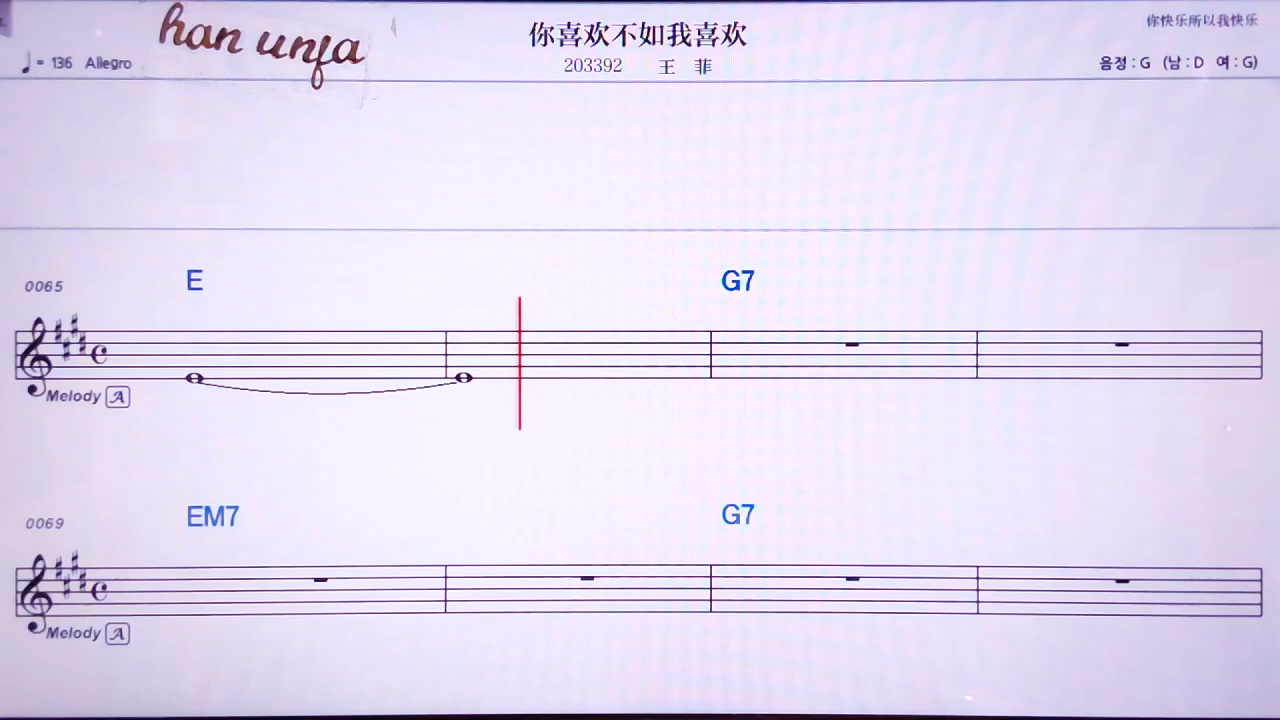 han unfa
你喜欢不如我喜欢
你快乐所以我快乐
♩= 136 Allegro
203392 王 菲
음정 : G (남 : D 여 : G)
0065
E
G7
Melody A
0069
EM7
G7
Melody A